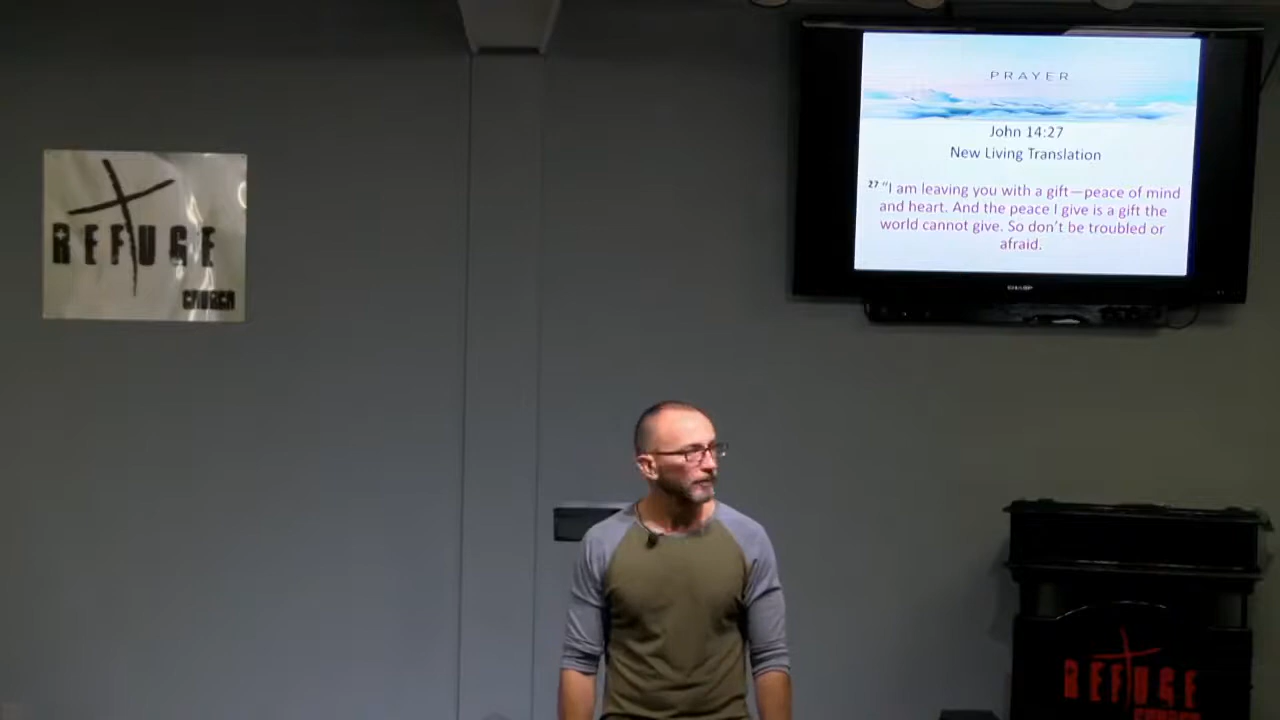 REFUGE
CHURCH
PRAYER
John 14:27
New Living Translation
27 “I am leaving you with a gift—peace of mind
and heart. And the peace I give is a gift the
world cannot give. So don’t be troubled or
afraid.
SHARP
REFUGE
CHURCH